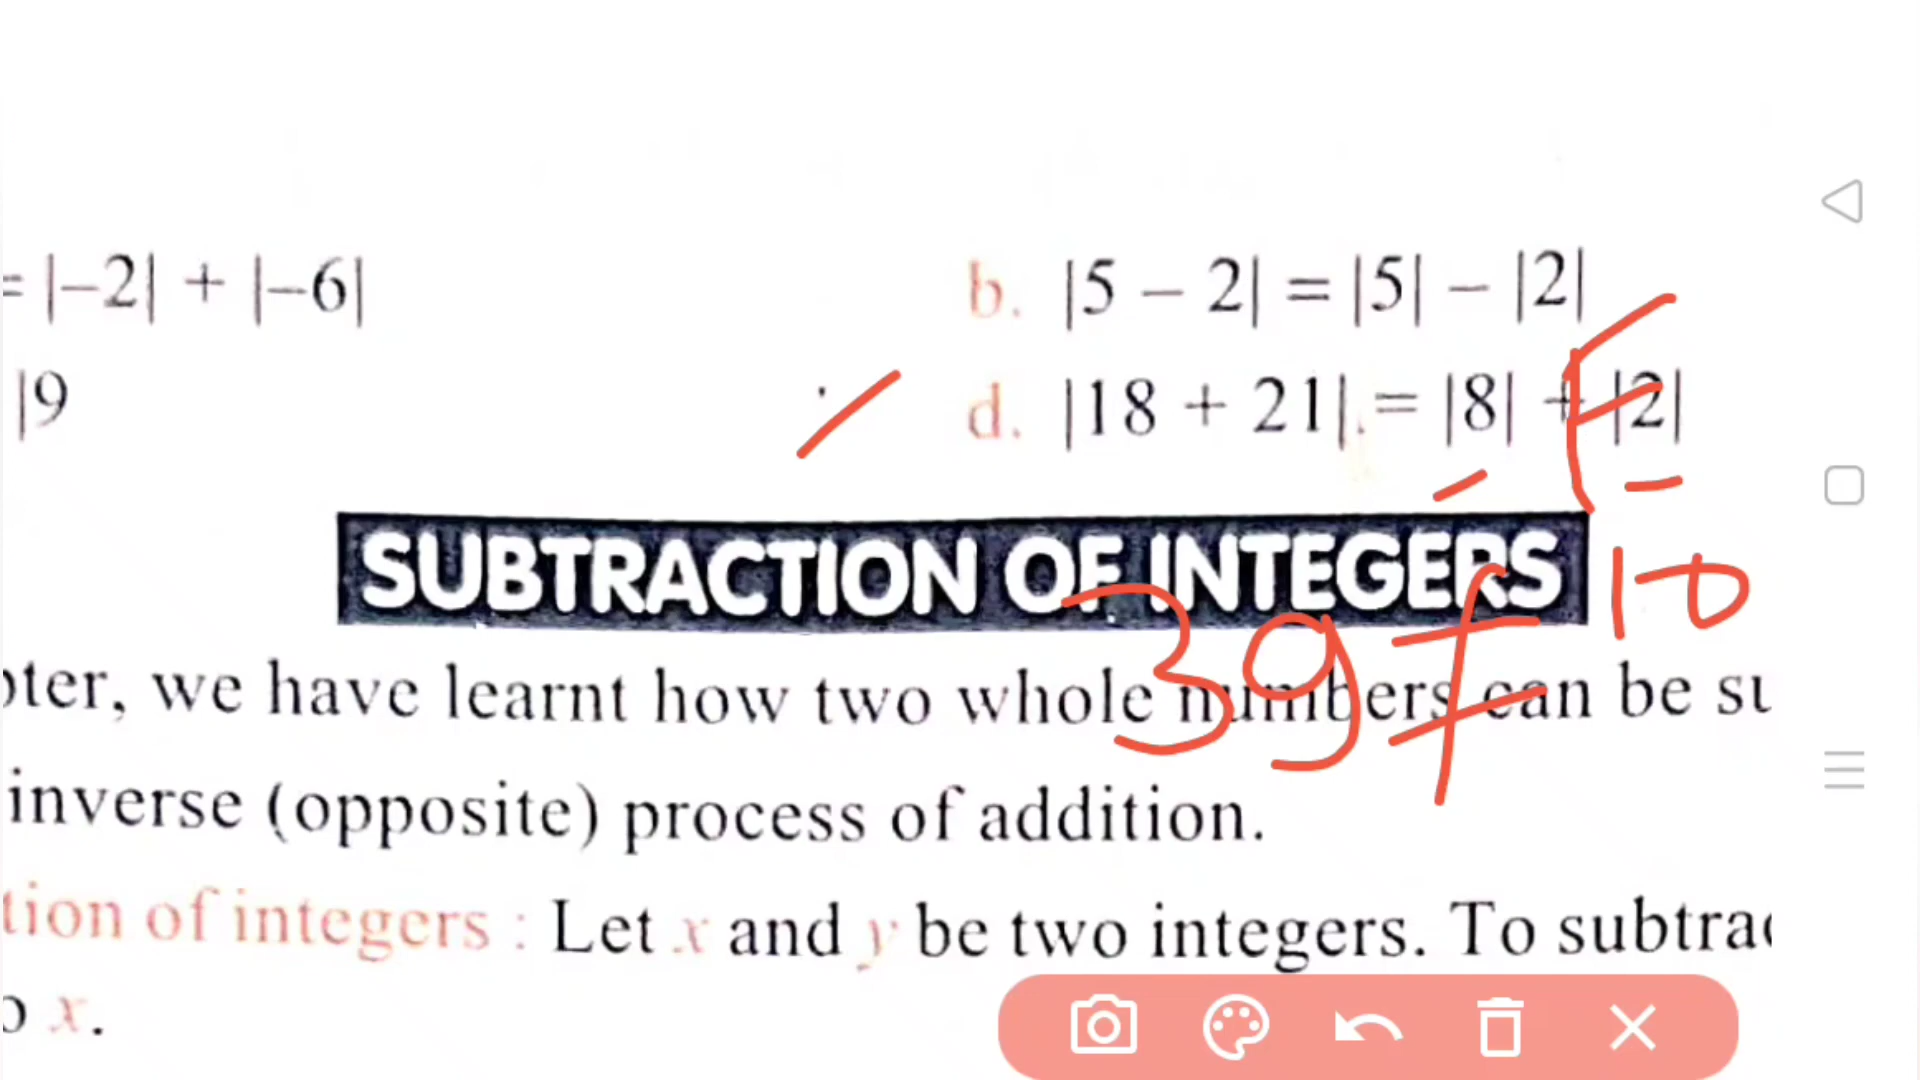 = |–2| + |–6|
b. |5 – 2| = |5| – |2|
|9
d. |18 + 21| = |8| + |2|
SUBTRACTION OF INTEGERS
39 ≠ 10
pter, we have learnt how two whole numbers can be su
inverse (opposite) process of addition.
tion of integers : Let x and y be two integers. To subtrac
o x.